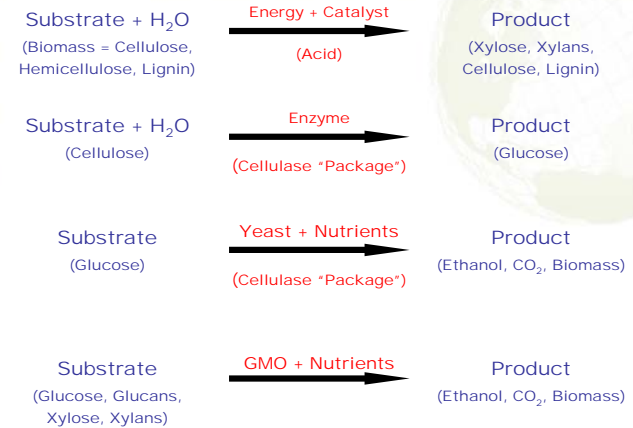 Substrate + H₂O
(Biomass = Cellulose,
Hemicellulose, Lignin)
Energy + Catalyst
(Acid)
Product
(Xylose, Xylans,
Cellulose, Lignin)
Substrate + H₂O
(Cellulose)
Enzyme
(Cellulase “Package”)
Product
(Glucose)
Substrate
(Glucose)
Yeast + Nutrients
(Cellulase “Package”)
Product
(Ethanol, CO₂, Biomass)
Substrate
(Glucose, Glucans,
Xylose, Xylans)
GMO + Nutrients
Product
(Ethanol, CO₂, Biomass)